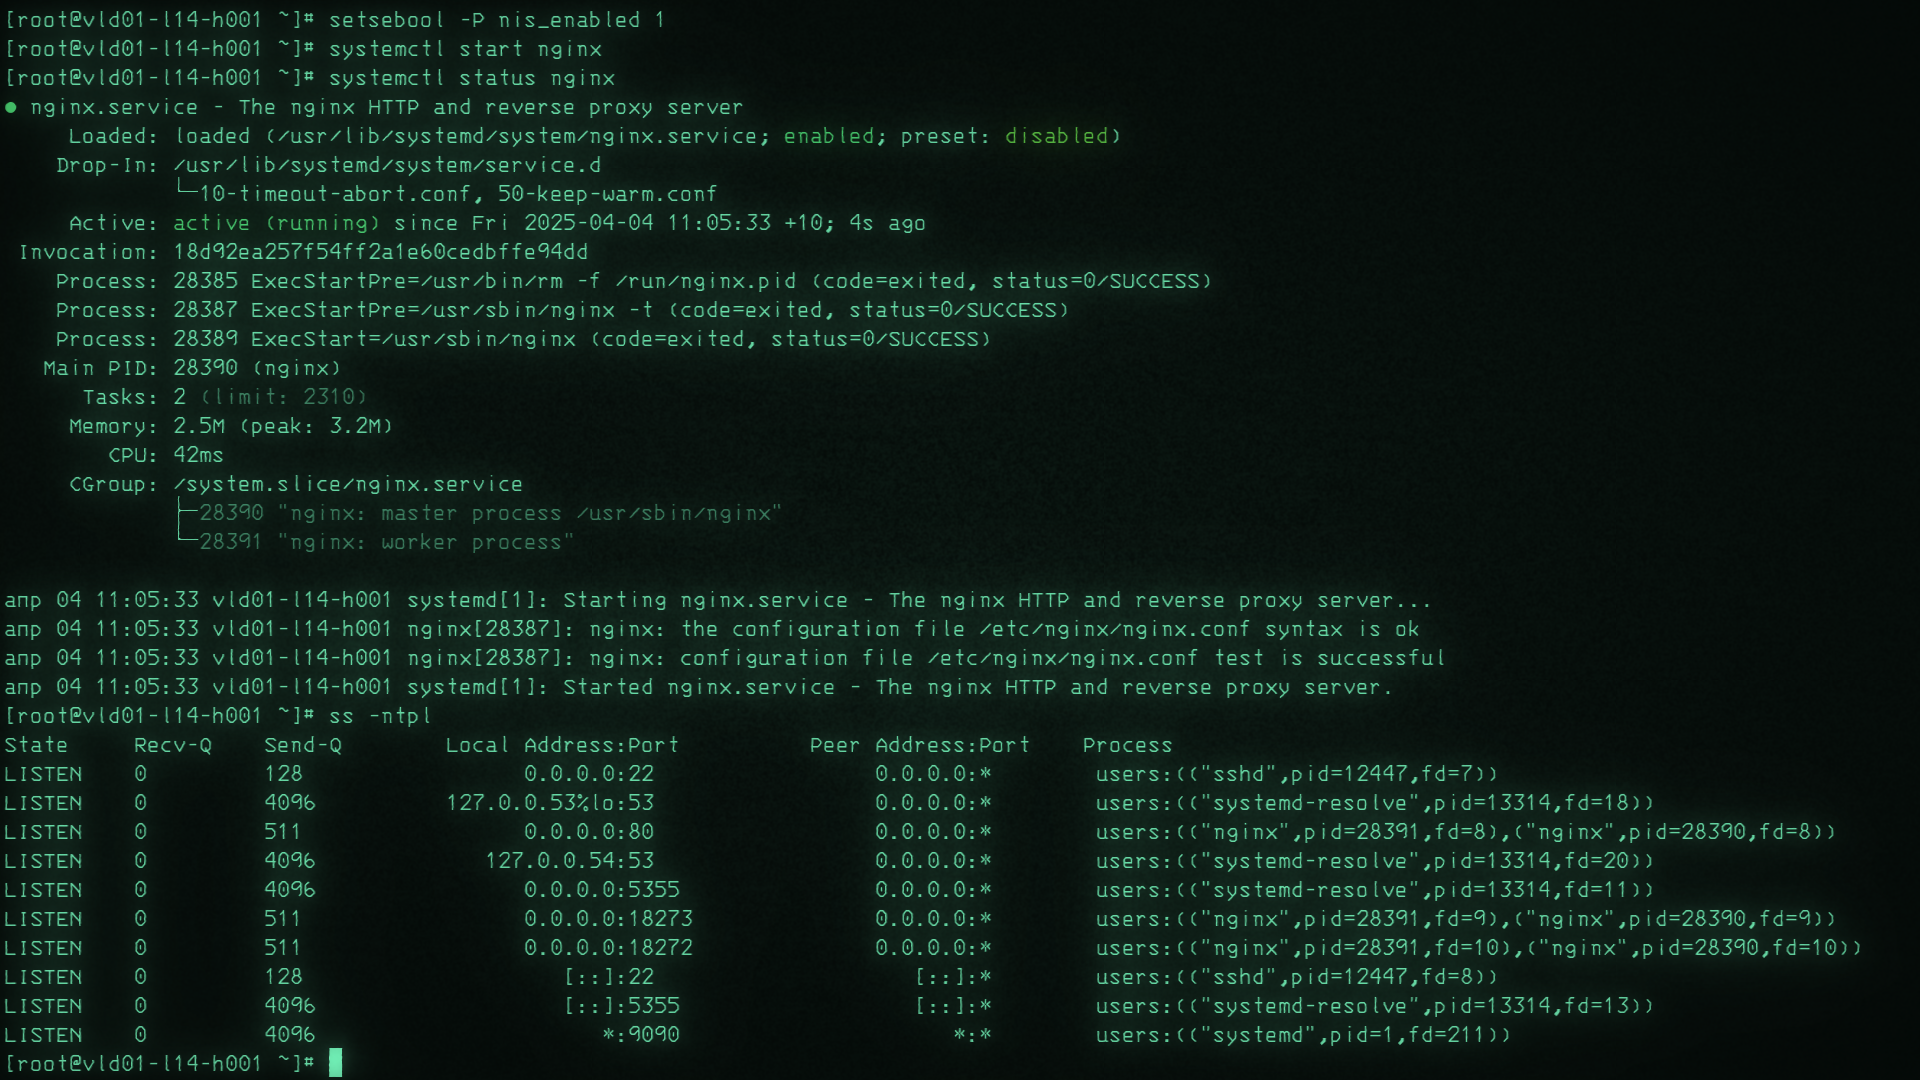 [root@vld01-l14-h001 ~]# setsebool -P nis_enabled 1
[root@vld01-l14-h001 ~]# systemctl start nginx
[root@vld01-l14-h001 ~]# systemctl status nginx
● nginx.service - The nginx HTTP and reverse proxy server
     Loaded: loaded (/usr/lib/systemd/system/nginx.service; enabled; preset: disabled)
    Drop-In: /usr/lib/systemd/system/service.d
             └─10-timeout-abort.conf, 50-keep-warm.conf
     Active: active (running) since Fri 2025-04-04 11:05:33 +10; 4s ago
 Invocation: 18d92ea257f54ff2a1e60cedbffe94dd
    Process: 28385 ExecStartPre=/usr/bin/rm -f /run/nginx.pid (code=exited, status=0/SUCCESS)
    Process: 28387 ExecStartPre=/usr/sbin/nginx -t (code=exited, status=0/SUCCESS)
    Process: 28389 ExecStart=/usr/sbin/nginx (code=exited, status=0/SUCCESS)
   Main PID: 28390 (nginx)
      Tasks: 2 (limit: 2310)
     Memory: 2.5M (peak: 3.2M)
        CPU: 42ms
     CGroup: /system.slice/nginx.service
             ├─28390 "nginx: master process /usr/sbin/nginx"
             └─28391 "nginx: worker process"
апр 04 11:05:33 vld01-l14-h001 systemd[1]: Starting nginx.service - The nginx HTTP and reverse proxy server...
апр 04 11:05:33 vld01-l14-h001 nginx[28387]: nginx: the configuration file /etc/nginx/nginx.conf syntax is ok
апр 04 11:05:33 vld01-l14-h001 nginx[28387]: nginx: configuration file /etc/nginx/nginx.conf test is successful
апр 04 11:05:33 vld01-l14-h001 systemd[1]: Started nginx.service - The nginx HTTP and reverse proxy server.
[root@vld01-l14-h001 ~]# ss -ntpl
State     Recv-Q    Send-Q        Local Address:Port          Peer Address:Port    Process
LISTEN    0         128                 0.0.0.0:22                 0.0.0.0:*        users:(("sshd",pid=12447,fd=7))
LISTEN    0         4096          127.0.0.53%lo:53                 0.0.0.0:*        users:(("systemd-resolve",pid=13314,fd=18))
LISTEN    0         511                 0.0.0.0:80                 0.0.0.0:*        users:(("nginx",pid=28391,fd=8),("nginx",pid=28390,fd=8))
LISTEN    0         4096             127.0.0.54:53                 0.0.0.0:*        users:(("systemd-resolve",pid=13314,fd=20))
LISTEN    0         4096                0.0.0.0:5355               0.0.0.0:*        users:(("systemd-resolve",pid=13314,fd=11))
LISTEN    0         511                 0.0.0.0:18273              0.0.0.0:*        users:(("nginx",pid=28391,fd=9),("nginx",pid=28390,fd=9))
LISTEN    0         511                 0.0.0.0:18272              0.0.0.0:*        users:(("nginx",pid=28391,fd=10),("nginx",pid=28390,fd=10))
LISTEN    0         128                    [::]:22                    [::]:*        users:(("sshd",pid=12447,fd=8))
LISTEN    0         4096                   [::]:5355                  [::]:*        users:(("systemd-resolve",pid=13314,fd=13))
LISTEN    0         4096                      *:9090                     *:*        users:(("systemd",pid=1,fd=211))
[root@vld01-l14-h001 ~]#